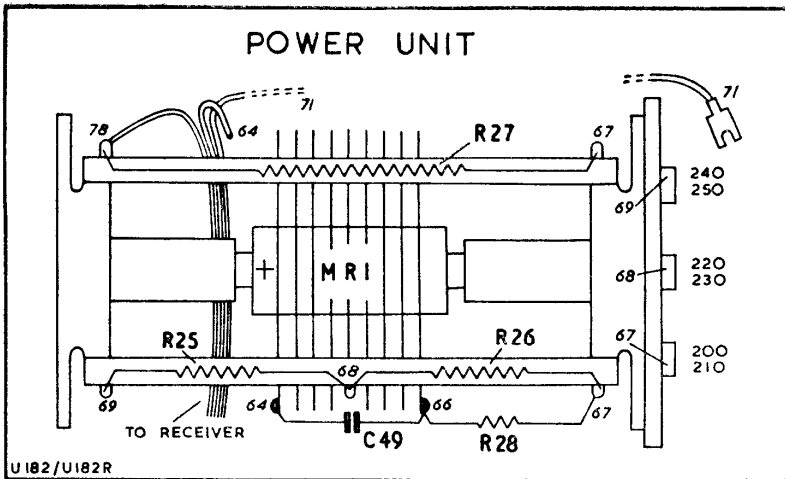 POWER UNIT
71
71
78
64
R27
67
240
250
69
+
MR1
68
220
230
R25
68
R26
67
200
210
69
64
66
67
TO RECEIVER
C49
R28
U182/U182R